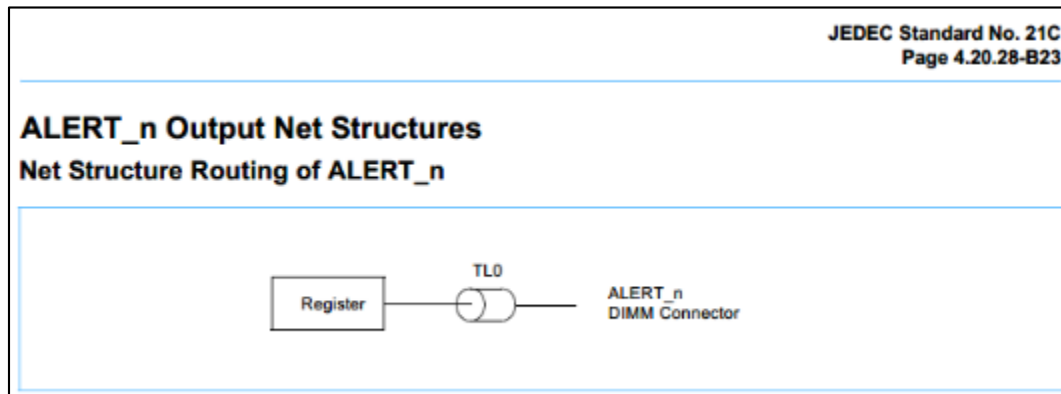 JEDEC Standard No. 21C
Page 4.20.28-B23
ALERT_n Output Net Structures
Net Structure Routing of ALERT_n
TL0
Register
ALERT_n
DIMM Connector